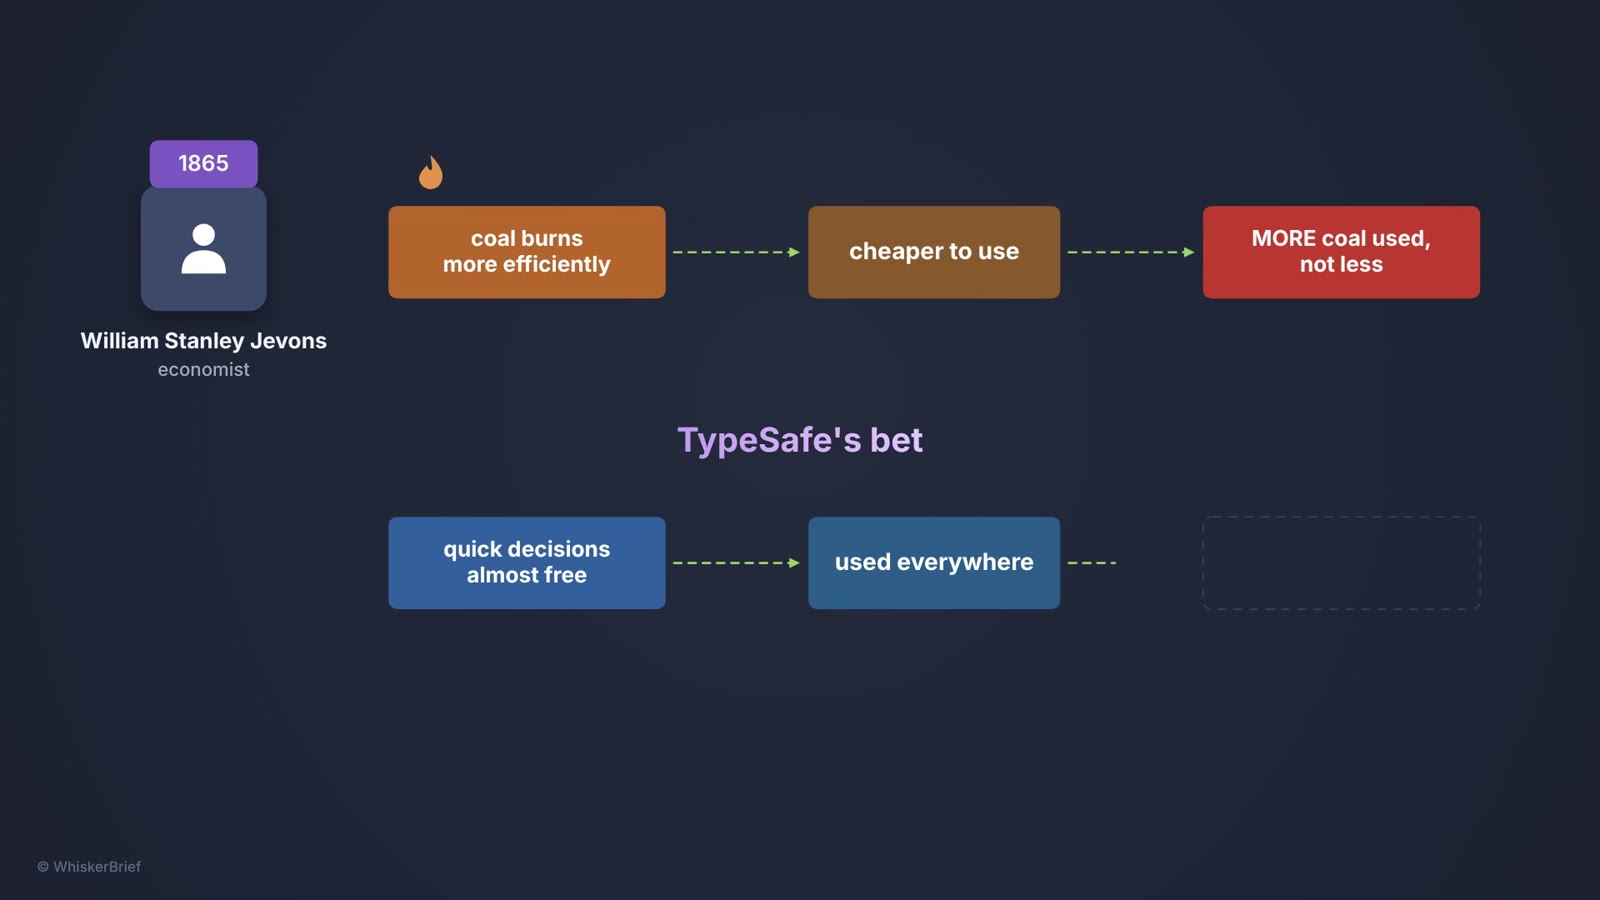 1865
William Stanley Jevons
economist
coal burns
more efficiently
cheaper to use
MORE coal used,
not less
TypeSafe's bet
quick decisions
almost free
used everywhere
© WhiskerBrief